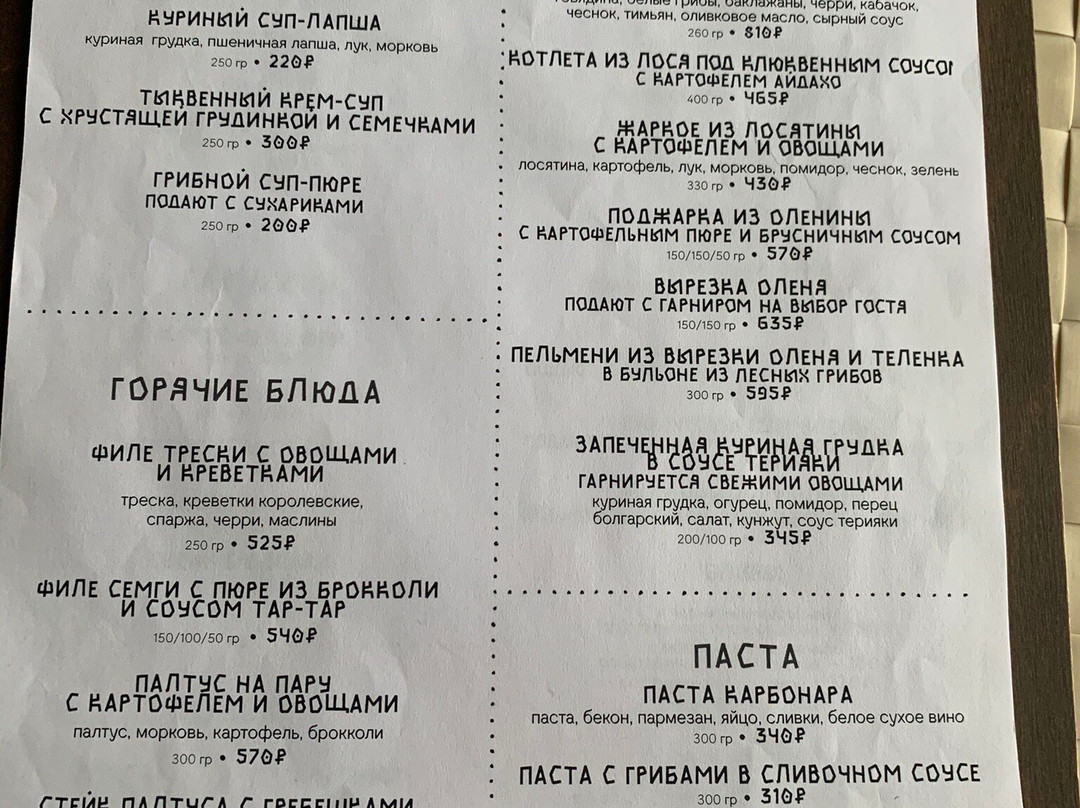 КУРИНЫЙ СУП-ЛАПША
куриная грудка, пшеничная лапша, лук, морковь
250 гр • 220₽
ТЫКВЕННЫЙ КРЕМ-СУП
С ХРУСТЯЩЕЙ ГРУДИНКОЙ И СЕМЕЧКАМИ
250 гр • 300₽
ГРИБНОЙ СУП-ПЮРЕ
ПОДАЮТ С СУХАРИКАМИ
250 гр • 200₽
ГОРЯЧИЕ БЛЮДА
ФИЛЕ ТРЕСКИ С ОВОЩАМИ
И КРЕВЕТКАМИ
треска, креветки королевские,
спаржа, черри, маслины
250 гр • 525₽
ФИЛЕ СЕМГИ С ПЮРЕ ИЗ БРОККОЛИ
И СОУСОМ ТАР-ТАР
150/100/50 гр • 540₽
ПАЛТУС НА ПАРУ
С КАРТОФЕЛЕМ И ОВОЩАМИ
палтус, морковь, картофель, брокколи
300 гр • 570₽
СТЕЙК ПАЛТУСА С ГРЕБЕШКАМИ
говядина, белые грибы, баклажаны, черри, кабачок,
чеснок, тимьян, оливковое масло, сырный соус
260 гр • 810₽
КОТЛЕТА ИЗ ЛОСЯ ПОД КЛЮКВЕННЫМ СОУСОМ
С КАРТОФЕЛЕМ АЙДАХО
400 гр • 465₽
ЖАРКОЕ ИЗ ЛОСЯТИНЫ
С КАРТОФЕЛЕМ И ОВОЩАМИ
лосятина, картофель, лук, морковь, помидор, чеснок, зелень
330 гр • 430₽
ПОДЖАРКА ИЗ ОЛЕНИНЫ
С КАРТОФЕЛЬНЫМ ПЮРЕ И БРУСНИЧНЫМ СОУСОМ
150/150/50 гр • 570₽
ВЫРЕЗКА ОЛЕНЯ
ПОДАЮТ С ГАРНИРОМ НА ВЫБОР ГОСТЯ
150/150 гр • 635₽
ПЕЛЬМЕНИ ИЗ ВЫРЕЗКИ ОЛЕНЯ И ТЕЛЕНКА
В БУЛЬОНЕ ИЗ ЛЕСНЫХ ГРИБОВ
300 гр • 595₽
ЗАПЕЧЕННАЯ КУРИНАЯ ГРУДКА
В СОУСЕ ТЕРИЯКИ
ГАРНИРУЕТСЯ СВЕЖИМИ ОВОЩАМИ
куриная грудка, огурец, помидор, перец
болгарский, салат, кунжут, соус терияки
200/100 гр • 345₽
ПАСТА
ПАСТА КАРБОНАРА
паста, бекон, пармезан, яйцо, сливки, белое сухое вино
300 гр • 340₽
ПАСТА С ГРИБАМИ В СЛИВОЧНОМ СОУСЕ
300 гр • 310₽